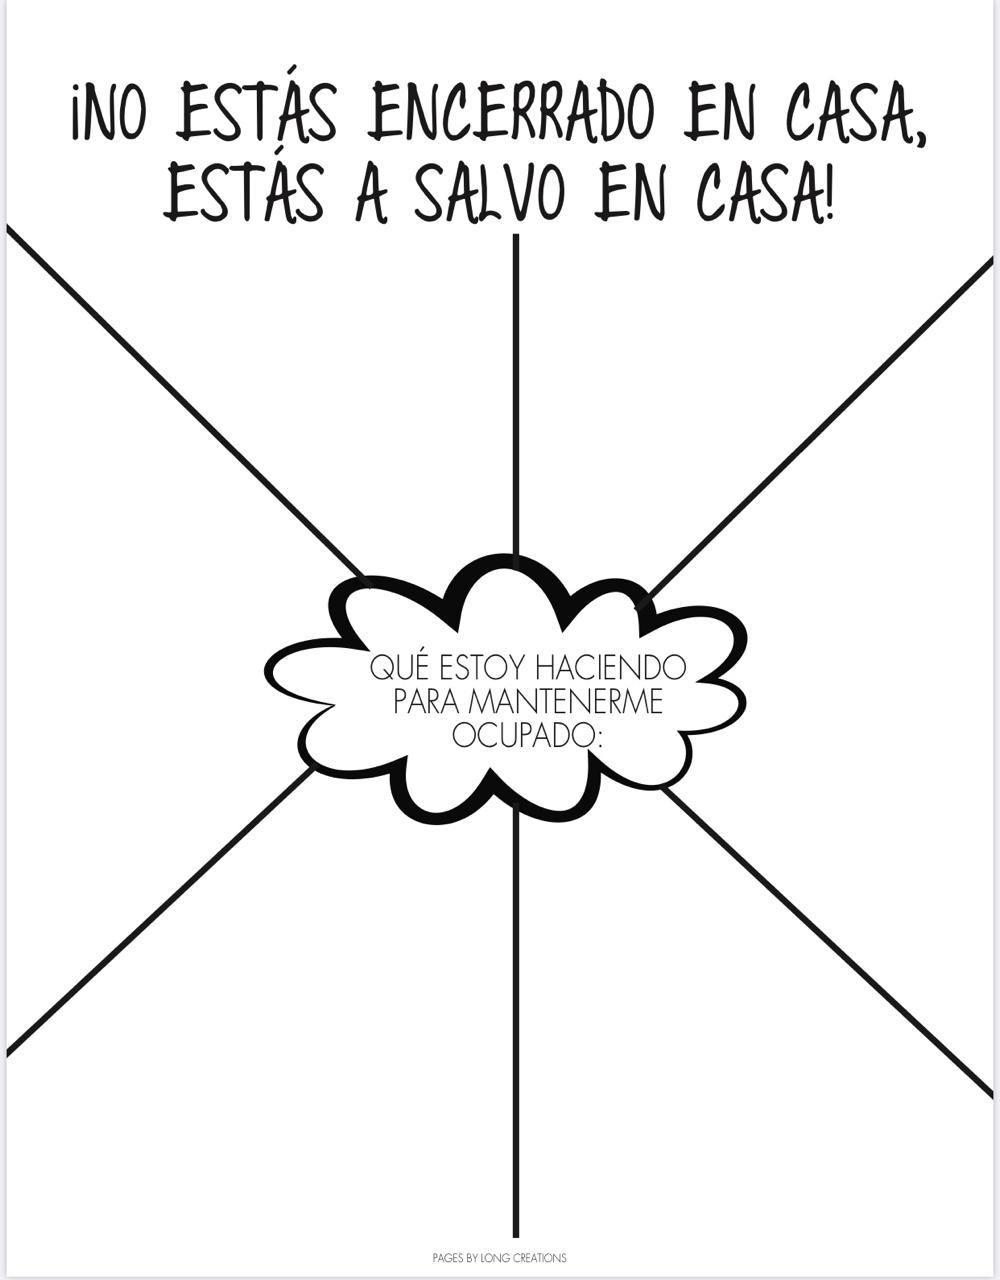 ¡NO ESTÁS ENCERRADO EN CASA,
ESTÁS A SALVO EN CASA!
QUÉ ESTOY HACIENDO
PARA MANTENERME
OCUPADO:
PAGES BY LONG CREATIONS